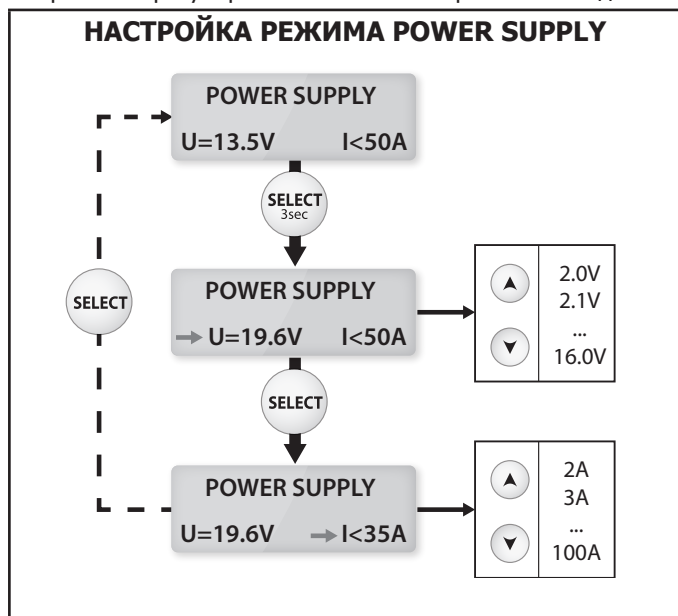 НАСТРОЙКА РЕЖИМА POWER SUPPLY
POWER SUPPLY
U=13.5V I<50A
SELECT
3sec
POWER SUPPLY
U=19.6V I<50A
2.0V
2.1V
...
16.0V
SELECT
SELECT
POWER SUPPLY
U=19.6V I<35A
2A
3A
...
100A